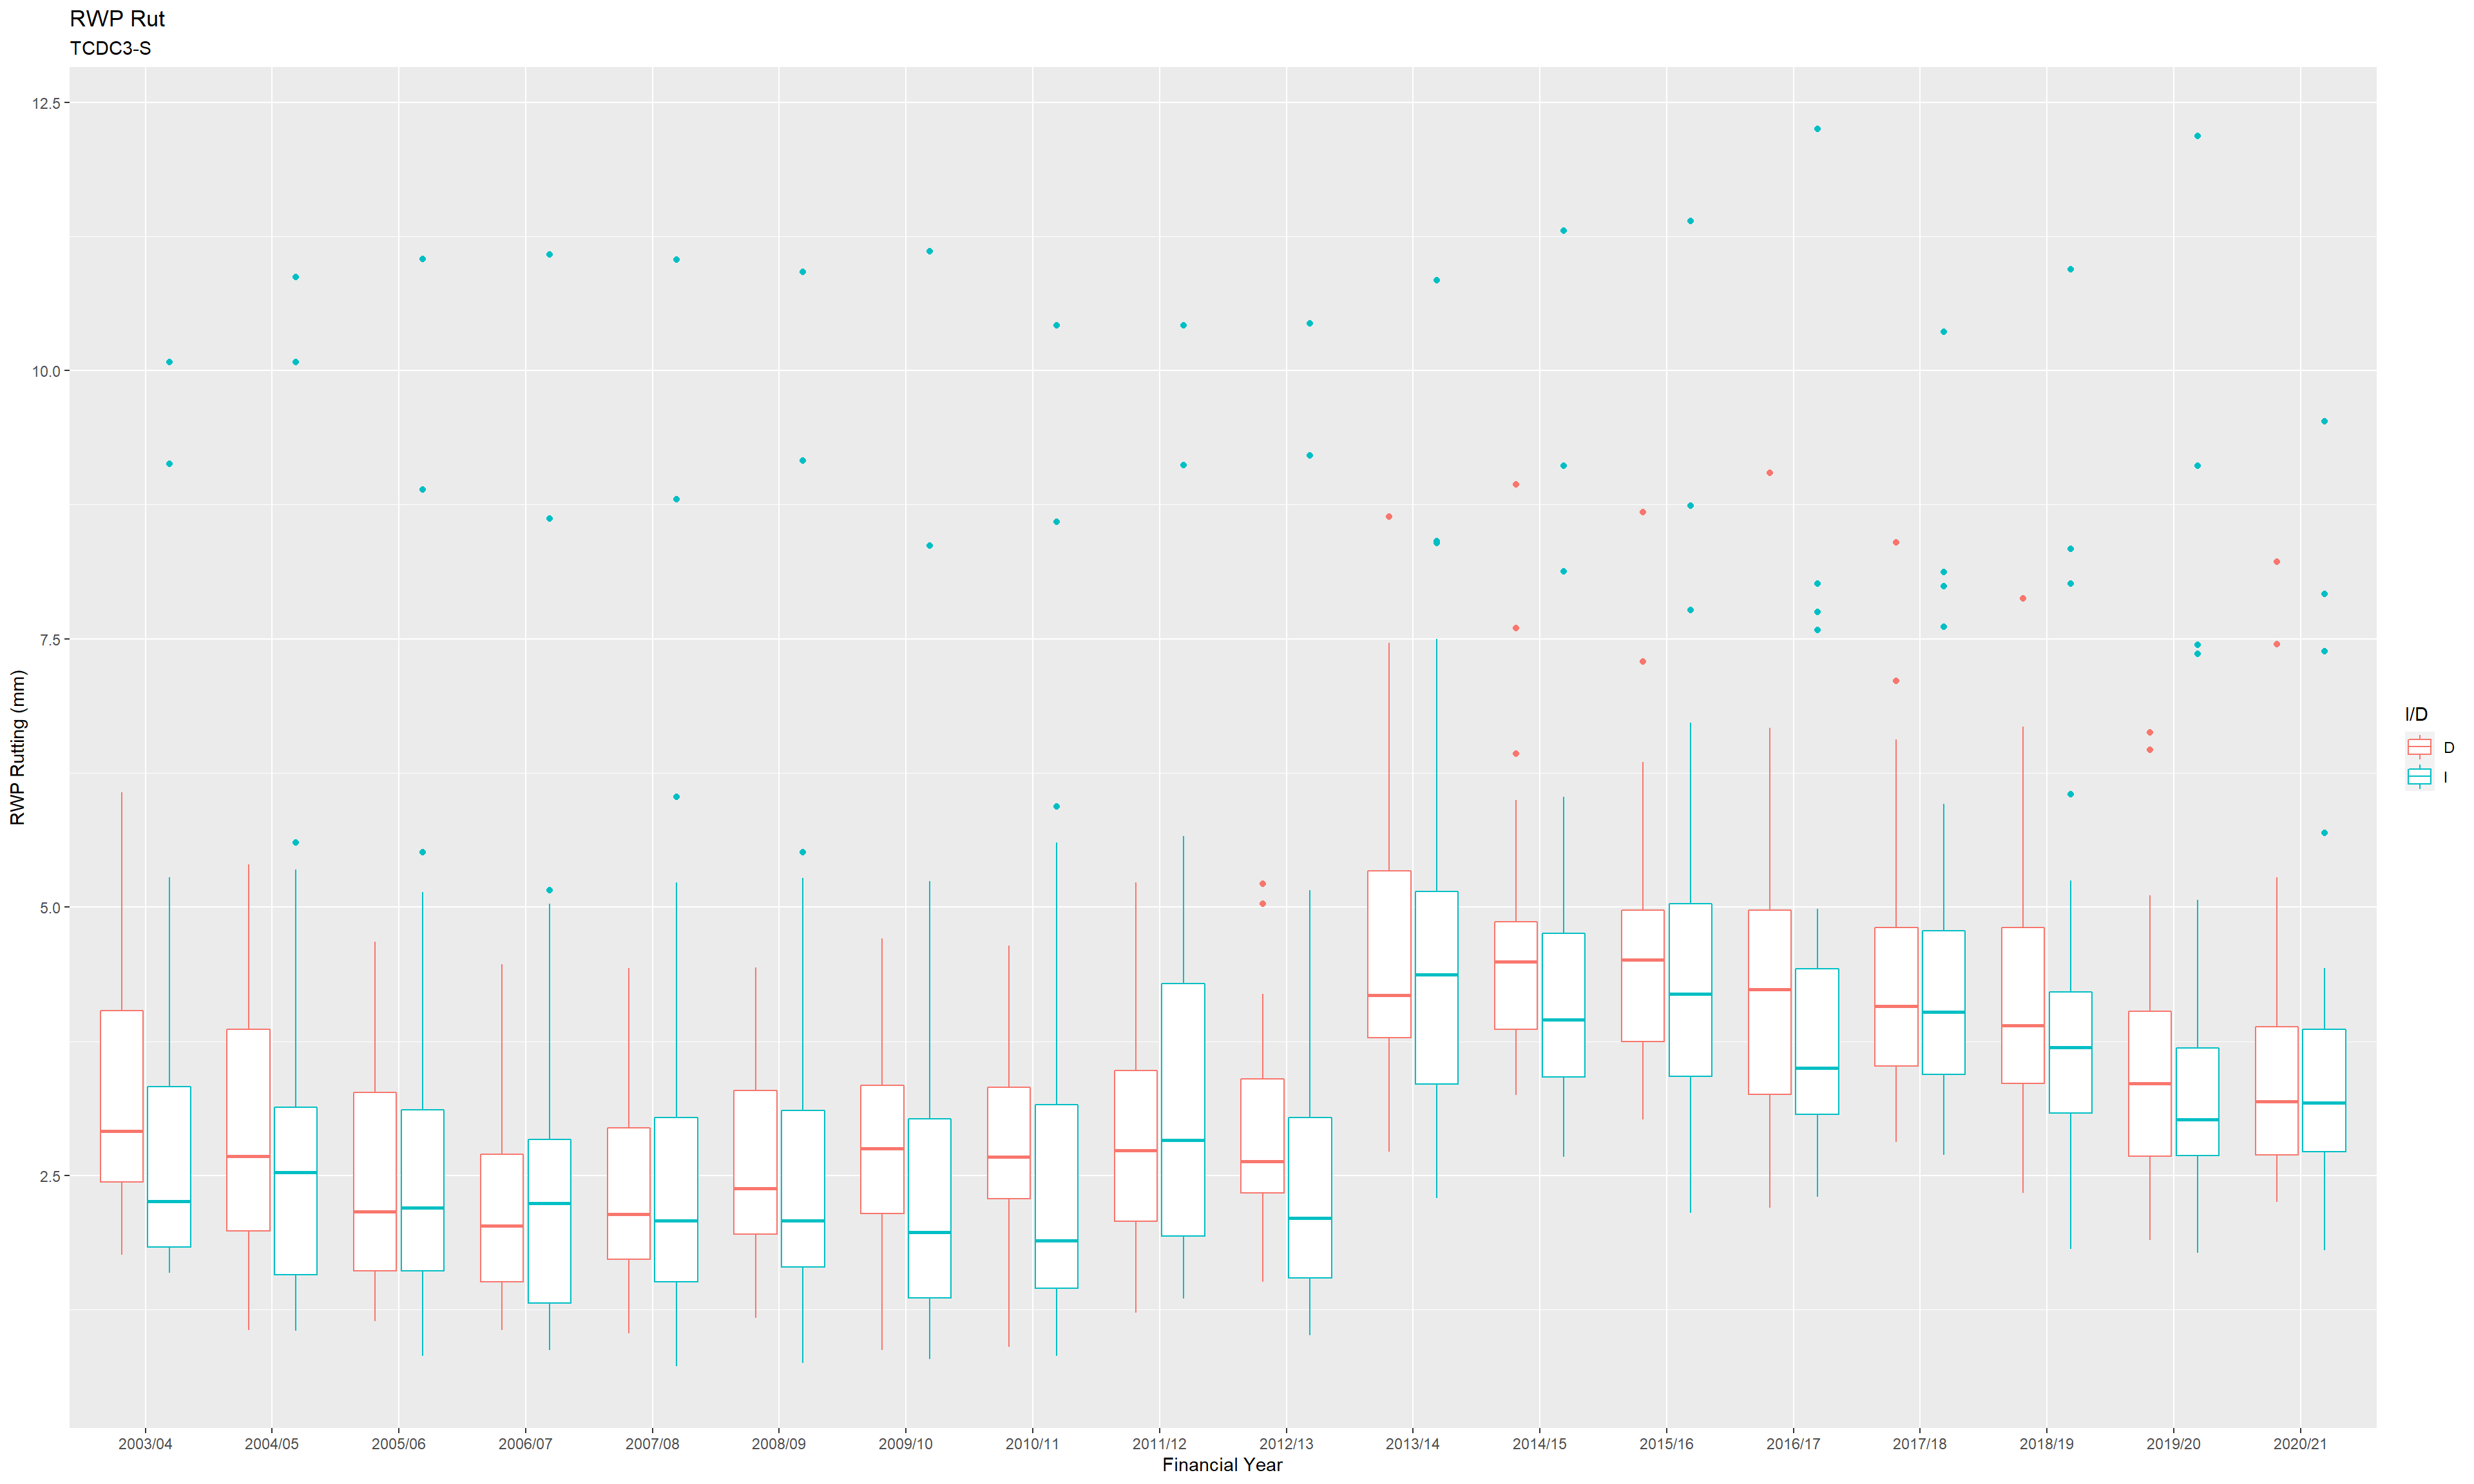 RWP Rut
TCDC3-S
12.5
10.0
7.5
5.0
2.5
RWP Rutting (mm)
2003/04 2004/05 2005/06 2006/07 2007/08 2008/09 2009/10 2010/11 2011/12 2012/13 2013/14 2014/15 2015/16 2016/17 2017/18 2018/19 2019/20 2020/21
Financial Year
I/D
D
I